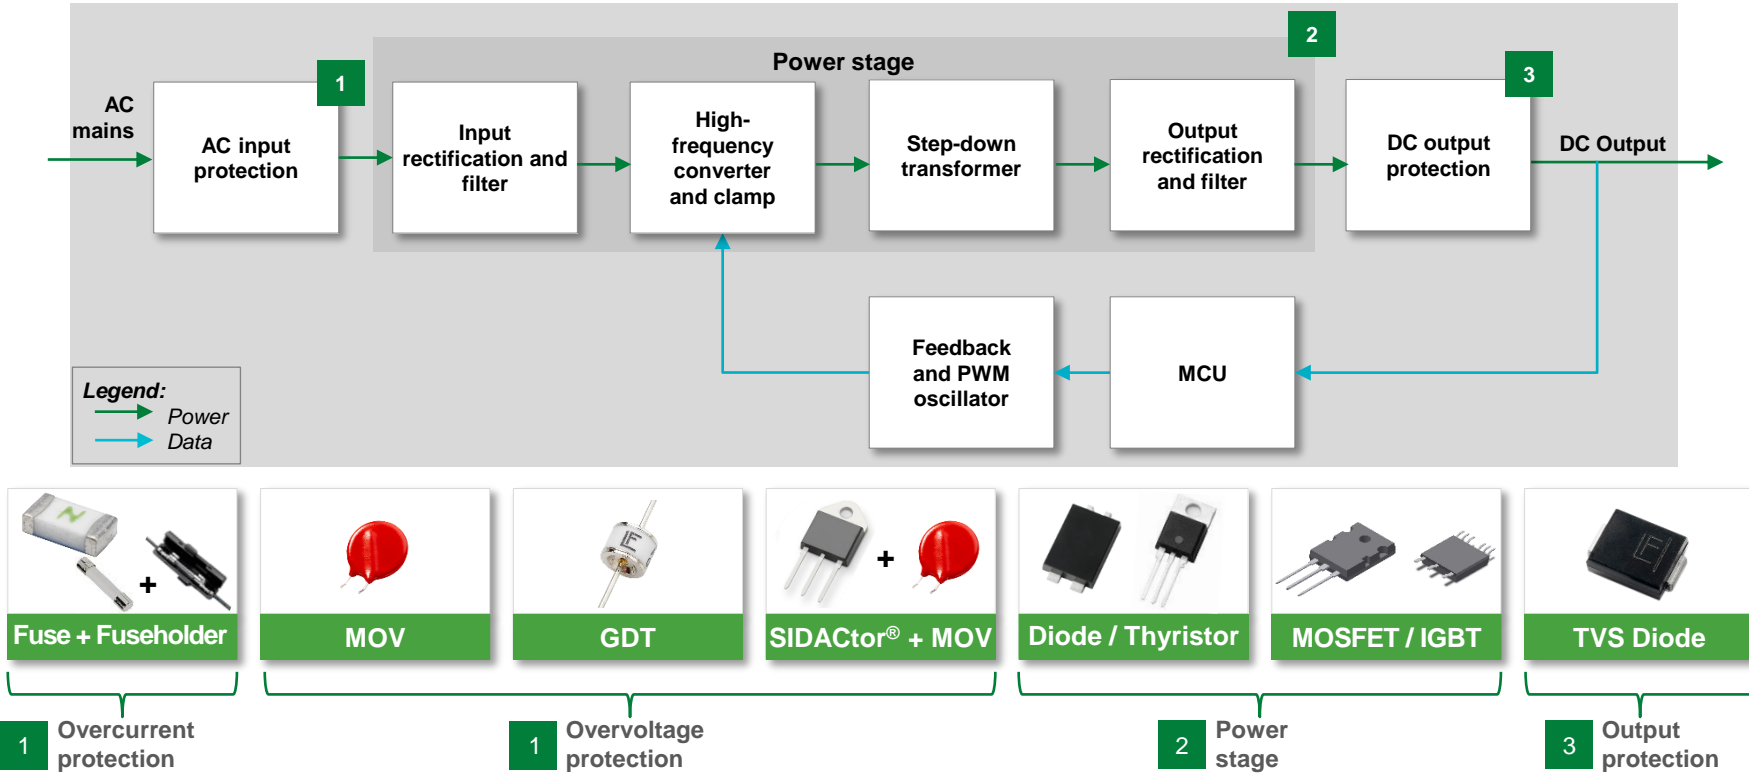 2
Power stage
1
3
AC
mains
AC input
protection
Input
rectification and
filter
High-
frequency
converter
and clamp
Step-down
transformer
Output
rectification
and filter
DC output
protection
DC Output
Feedback
and PWM
oscillator
MCU
Legend:
Power
Data
Fuse + Fuseholder
MOV
GDT
SIDACtor® + MOV
Diode / Thyristor
MOSFET / IGBT
TVS Diode
+
+
1
Overcurrent
protection
1
Overvoltage
protection
2
Power
stage
3
Output
protection